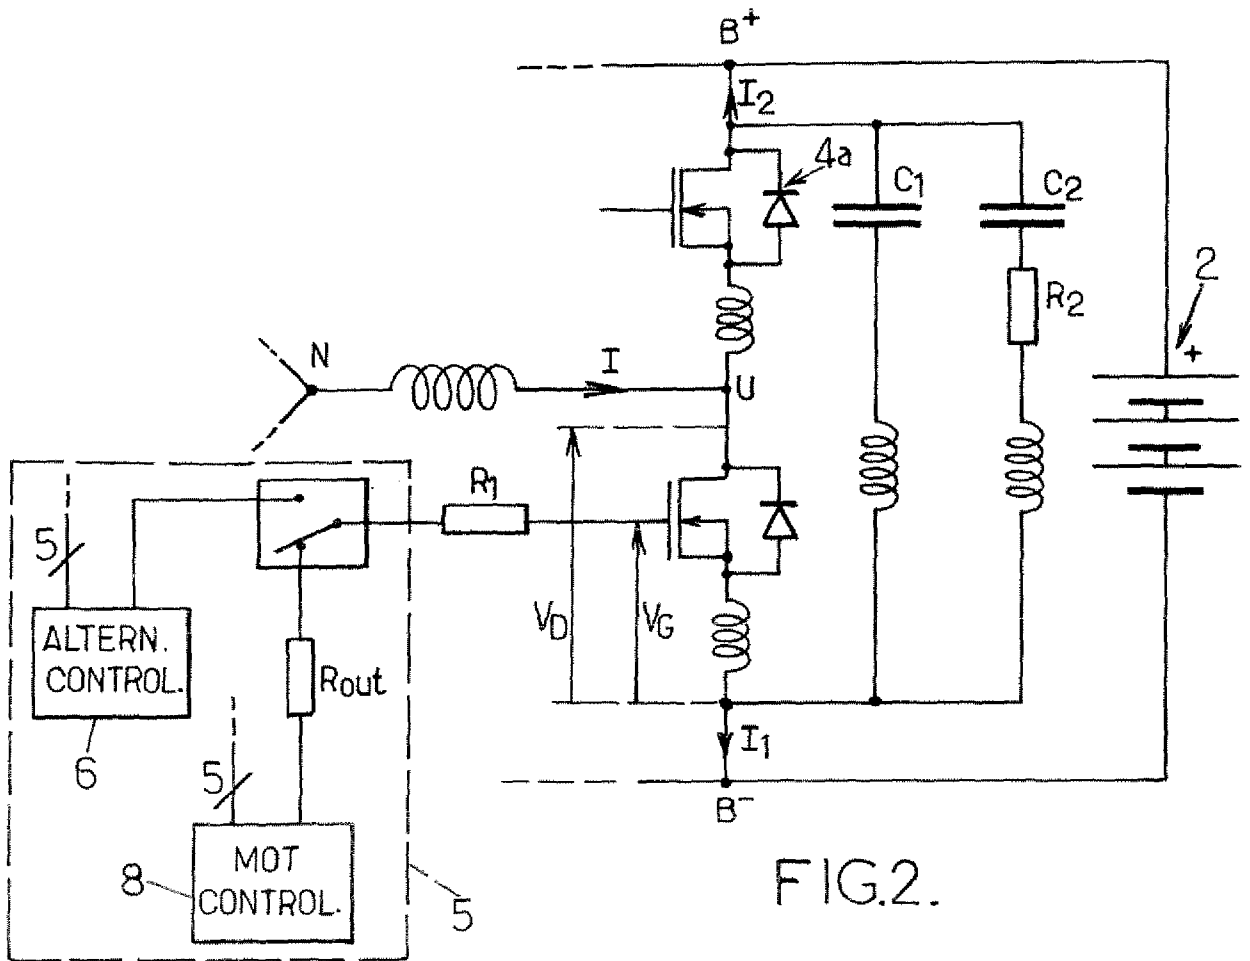 B+
I2
4a
C1
C2
2
R2
+
N
I
U
R1
5
VD
VG
ALTERN.
CONTROL.
Rout
6
5
I1
B-
MOT
CONTROL.
8
5
FIG.2.